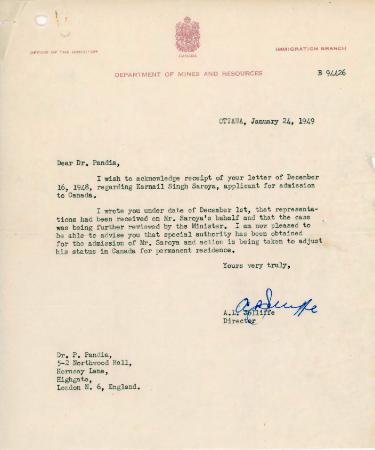 CANADA
OFFICE OF THE DIRECTOR
IMMIGRATION BRANCH
DEPARTMENT OF MINES AND RESOURCES
B 94426
OTTAWA, January 24, 1949
Dear Dr. Pandia,
I wish to acknowledge receipt of your letter of December
16, 1948, regarding Karnail Singh Saroya, applicant for admission
to Canada.
I wrote you under date of December 1st, that represen-
tations had been received on Mr. Saroya's behalf and that the case
was being further reviewed by the Minister. I am now pleased to
be able to advise you that special authority has been obtained
for the admission of Mr. Saroya and action is being taken to adjust
his status in Canada for permanent residence.
Yours very truly,
A.L. Jolliffe
Director
Dr. P. Pandia,
5-2 Northwood Hall,
Hornsey Lane,
Highgate,
London N. 6, England.